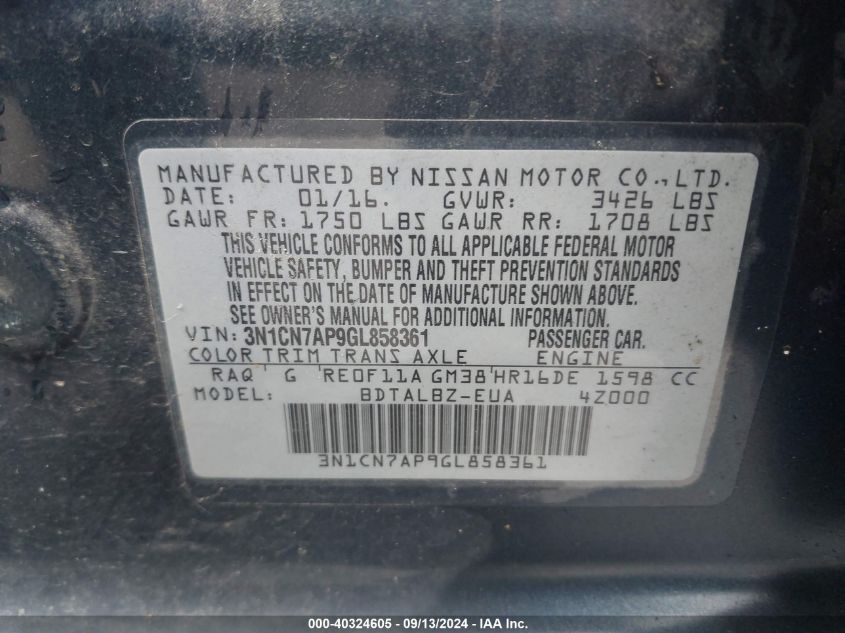 MANUFACTURED BY NISSAN MOTOR CO., LTD.
DATE: 01/16. GVWR: 3426 LBS
GAWR FR: 1750 LBS GAWR RR: 1708 LBS
THIS VEHICLE CONFORMS TO ALL APPLICABLE FEDERAL MOTOR
VEHICLE SAFETY, BUMPER AND THEFT PREVENTION STANDARDS
IN EFFECT ON THE DATE OF MANUFACTURE SHOWN ABOVE.
SEE OWNER'S MANUAL FOR ADDITIONAL INFORMATION.
VIN: 3N1CN7AP9GL858361 PASSENGER CAR.
COLOR TRIM TRANS AXLE ENGINE
RAQ G RE0F11A GM38 HR16DE 1598 CC
MODEL: BDTALBZ-EUA 4Z000
3N1CN7AP9GL858361
000-40324605 - 09/13/2024 - IAA Inc.